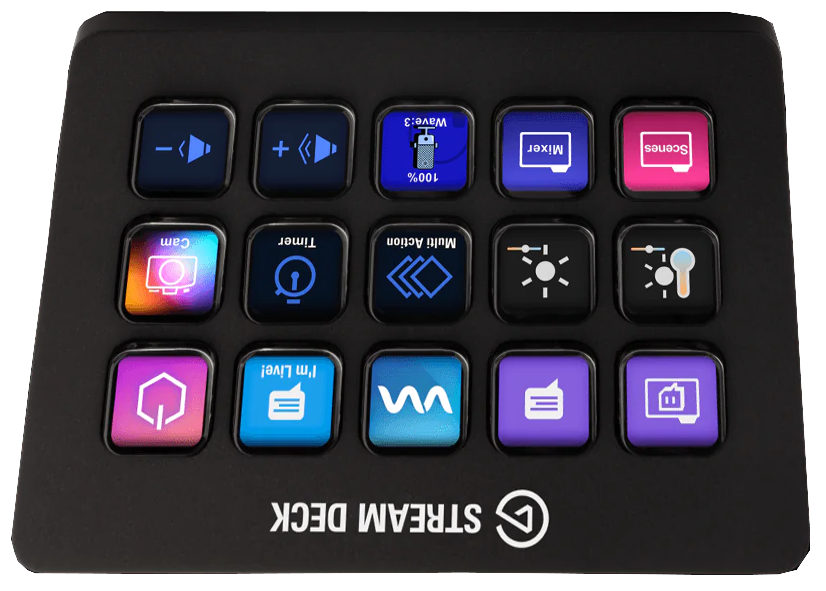 STREAM DECK
I'm Live!
Multi Action
Timer
Cam
Scenes
Mixer
100%
Wave:3
+
-